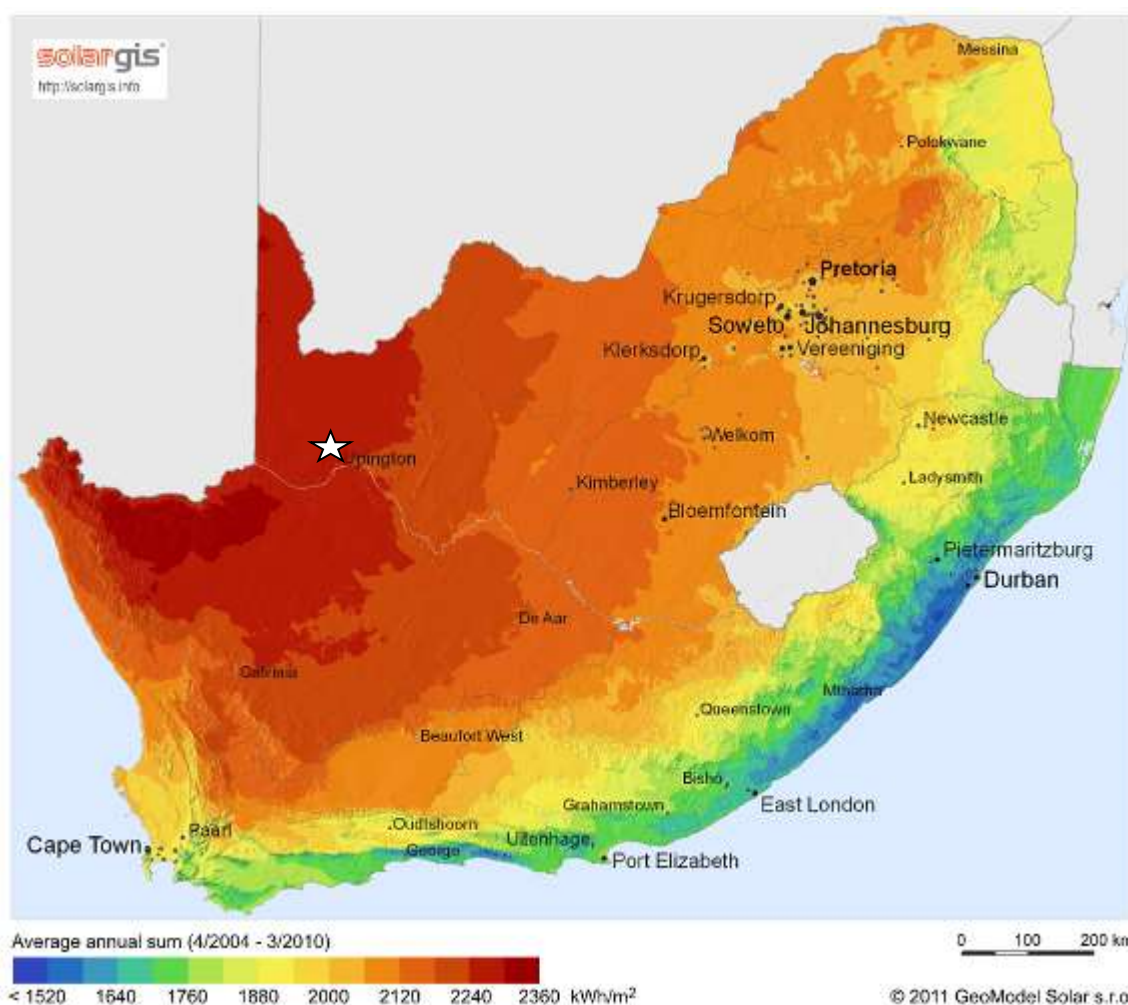 solargis
http://solargis.info
Messina
Polokwane
Pretoria
Krugersdorp
Soweto
Johannesburg
Klerksdorp
Vereeniging
Newcastle
Welkom
Upington
Kimberley
Ladysmith
Bloemfontein
Pietermaritzburg
Durban
De Aar
Calvinia
Mthatha
Queenstown
Beaufort West
Bisho
Grahamstown
East London
Oudtshoorn
Paarl
Cape Town
George
Uitenhage
Port Elizabeth
Average annual sum (4/2004 - 3/2010)
0 100 200 km
< 1520 1640 1760 1880 2000 2120 2240 2360 kWh/m²
© 2011 GeoModel Solar s.r.o